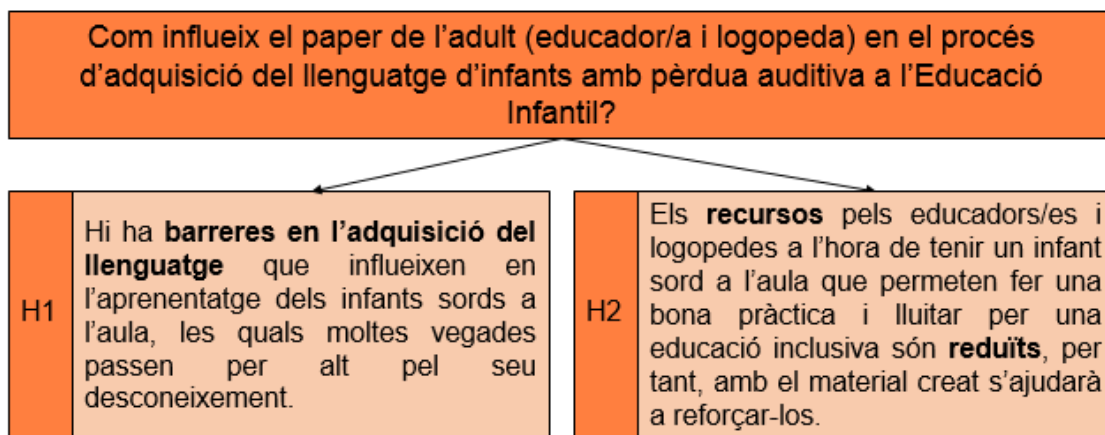 Com influeix el paper de l'adult (educador/a i logopeda) en el procés
d'adquisició del llenguatge d'infants amb pèrdua auditiva a l'Educació
Infantil?
H1
Hi ha barreres en l'adquisició del
llenguatge que influeixen en
l'aprenentatge dels infants sords a
l'aula, les quals moltes vegades
passen per alt pel seu
desconeixement.
H2
Els recursos pels educadors/es i
logopedes a l'hora de tenir un infant
sord a l'aula que permeten fer una
bona pràctica i lluitar per una
educació inclusiva són reduïts, per
tant, amb el material creat s'ajudarà
a reforçar-los.